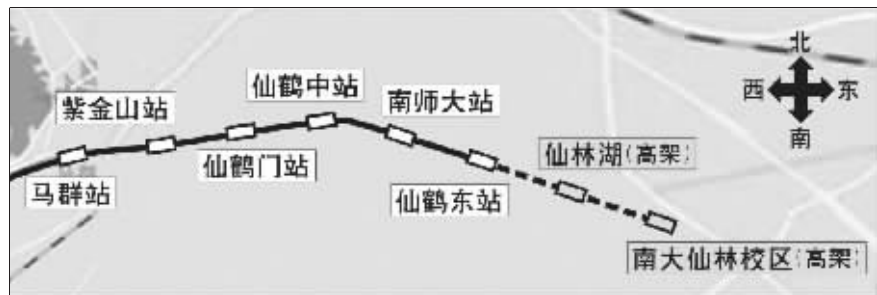 北
西 东
南
仙鹤中站
南师大站
紫金山站
仙鹤门站
仙林湖(高架)
马群站
仙鹤东站
南大仙林校区(高架)